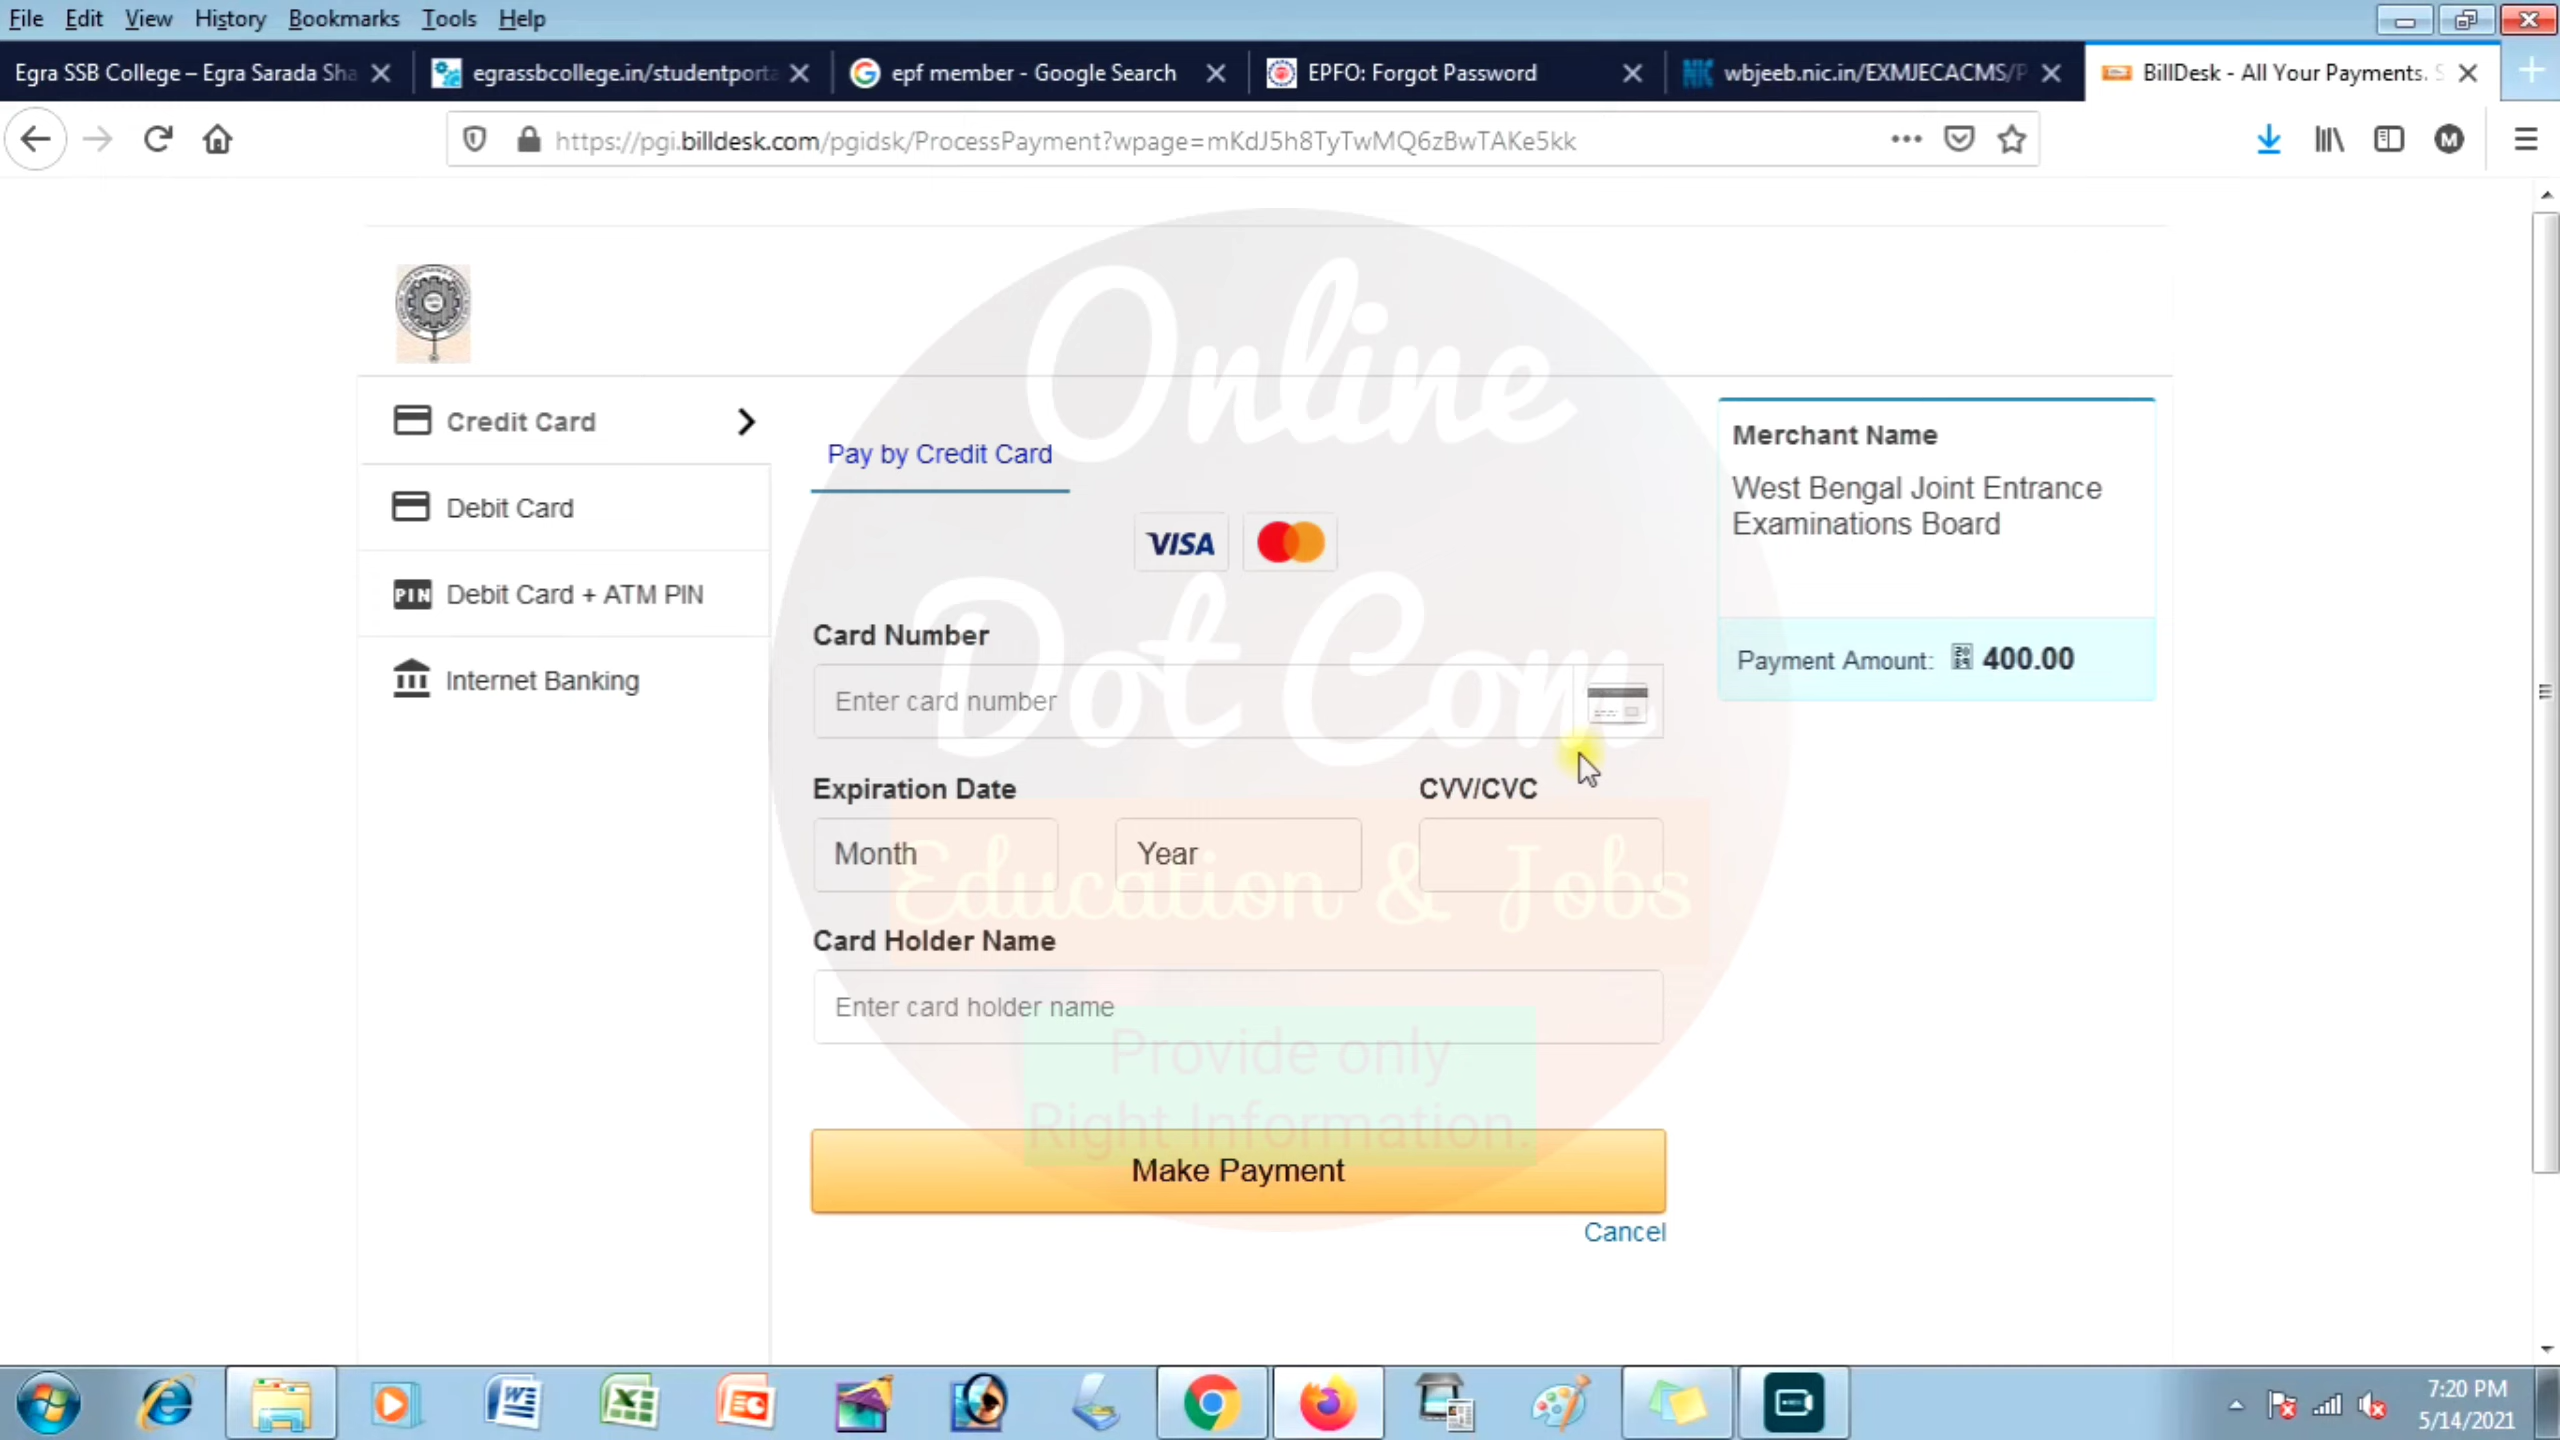 File Edit View History Bookmarks Tools Help
Egra SSB College – Egra Sarada Sha
egrassbcollege.in/studentporta
epf member - Google Search
EPFO: Forgot Password
wbjeeb.nic.in/EXMJECACMS/P
BillDesk - All Your Payments. S
https://pgi.billdesk.com/pgidsk/ProcessPayment?wpage=mKdJ5h8TyTwMQ6zBwTAKe5kk
M
Credit Card
Debit Card
PIN Debit Card + ATM PIN
Internet Banking
Pay by Credit Card
VISA
Card Number
Enter card number
Expiration Date
CVV/CVC
Month
Year
Card Holder Name
Enter card holder name
Make Payment
Cancel
Merchant Name
West Bengal Joint Entrance
Examinations Board
Payment Amount: 400.00
Online
Dot Com
Education & Jobs
Provide only
Right Information.
7:20 PM
5/14/2021